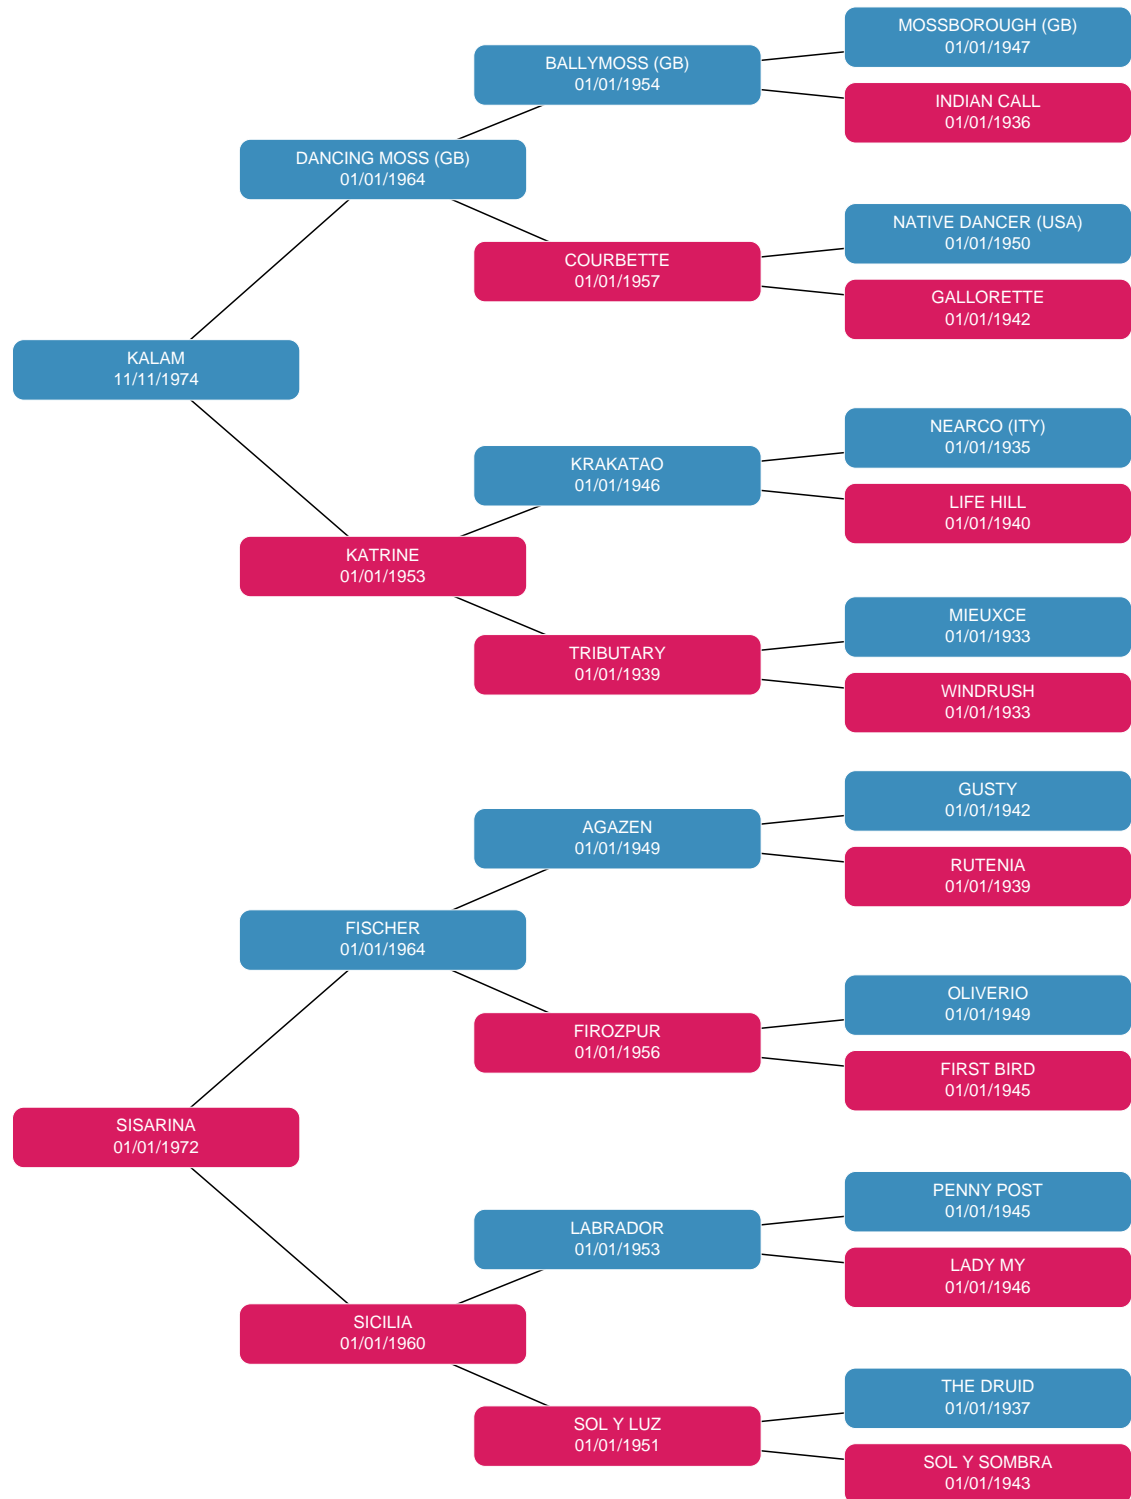 MOSSBOROUGH (GB)
01/01/1947
BALLYMOSS (GB)
01/01/1954
INDIAN CALL
01/01/1936
DANCING MOSS (GB)
01/01/1964
NATIVE DANCER (USA)
01/01/1950
COURBETTE
01/01/1957
GALLORETTE
01/01/1942
KALAM
11/11/1974
NEARCO (ITY)
01/01/1935
KRAKATAO
01/01/1946
LIFE HILL
01/01/1940
KATRINE
01/01/1953
MIEUXCE
01/01/1933
TRIBUTARY
01/01/1939
WINDRUSH
01/01/1933
GUSTY
01/01/1942
AGAZEN
01/01/1949
RUTENIA
01/01/1939
FISCHER
01/01/1964
OLIVERIO
01/01/1949
FIROZPUR
01/01/1956
FIRST BIRD
01/01/1945
SISARINA
01/01/1972
PENNY POST
01/01/1945
LABRADOR
01/01/1953
LADY MY
01/01/1946
SICILIA
01/01/1960
THE DRUID
01/01/1937
SOL Y LUZ
01/01/1951
SOL Y SOMBRA
01/01/1943